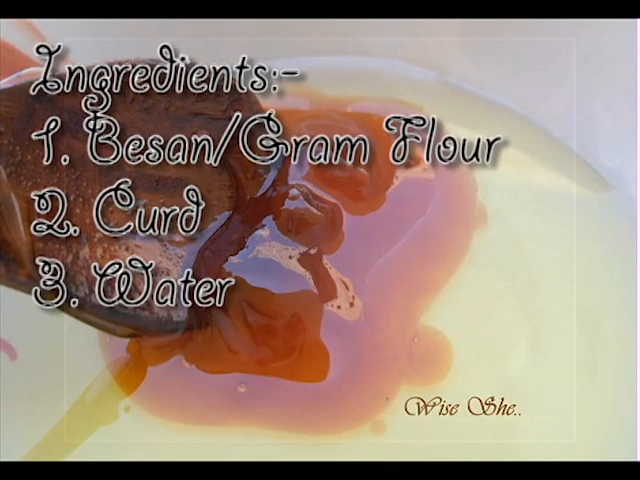 Ingredients:-
1. Besan/Gram Flour
2. Curd
3. Water
Wise She..